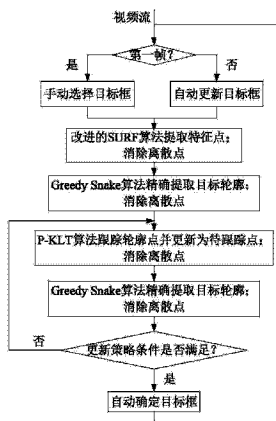 视频流
第一帧?
是
否
手动选择目标框
自动更新目标框
改进的SURF算法提取特征点;
消除离散点
Greedy Snake算法精确提取目标轮廓;
消除离散点
P-KLT算法跟踪轮廓点并更新为待跟踪点;
消除离散点
Greedy Snake算法精确提取目标轮廓;
消除离散点
否
更新策略条件是否满足?
是
自动确定目标框